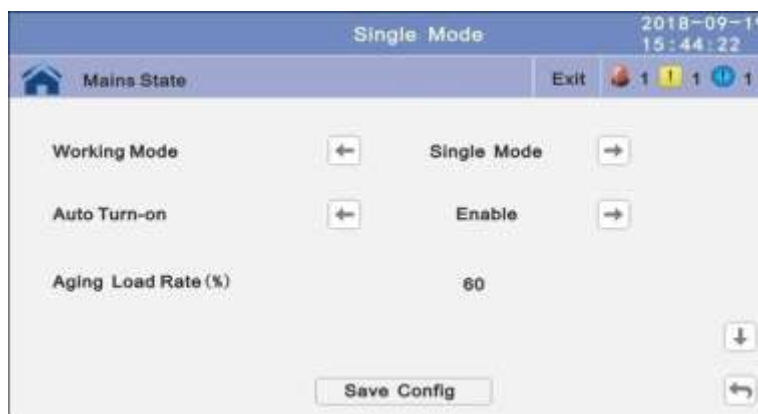 Single Mode
2018-09-19
15:44:22
Mains State Exit 1 1 1
Working Mode Single Mode
Auto Turn-on Enable
Aging Load Rate(%) 60
Save Config